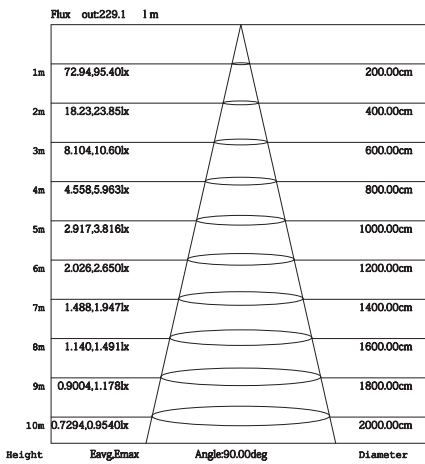 Flux out:229.1 lm
1m 72.94,95.40lx 200.00cm
2m 18.23,23.85lx 400.00cm
3m 8.104,10.60lx 600.00cm
4m 4.558,5.963lx 800.00cm
5m 2.917,3.816lx 1000.00cm
6m 2.026,2.650lx 1200.00cm
7m 1.488,1.947lx 1400.00cm
8m 1.140,1.491lx 1600.00cm
9m 0.9004,1.178lx 1800.00cm
10m 0.7294,0.9540lx 2000.00cm
Height Eavg,Emax Angle:90.00deg Diameter